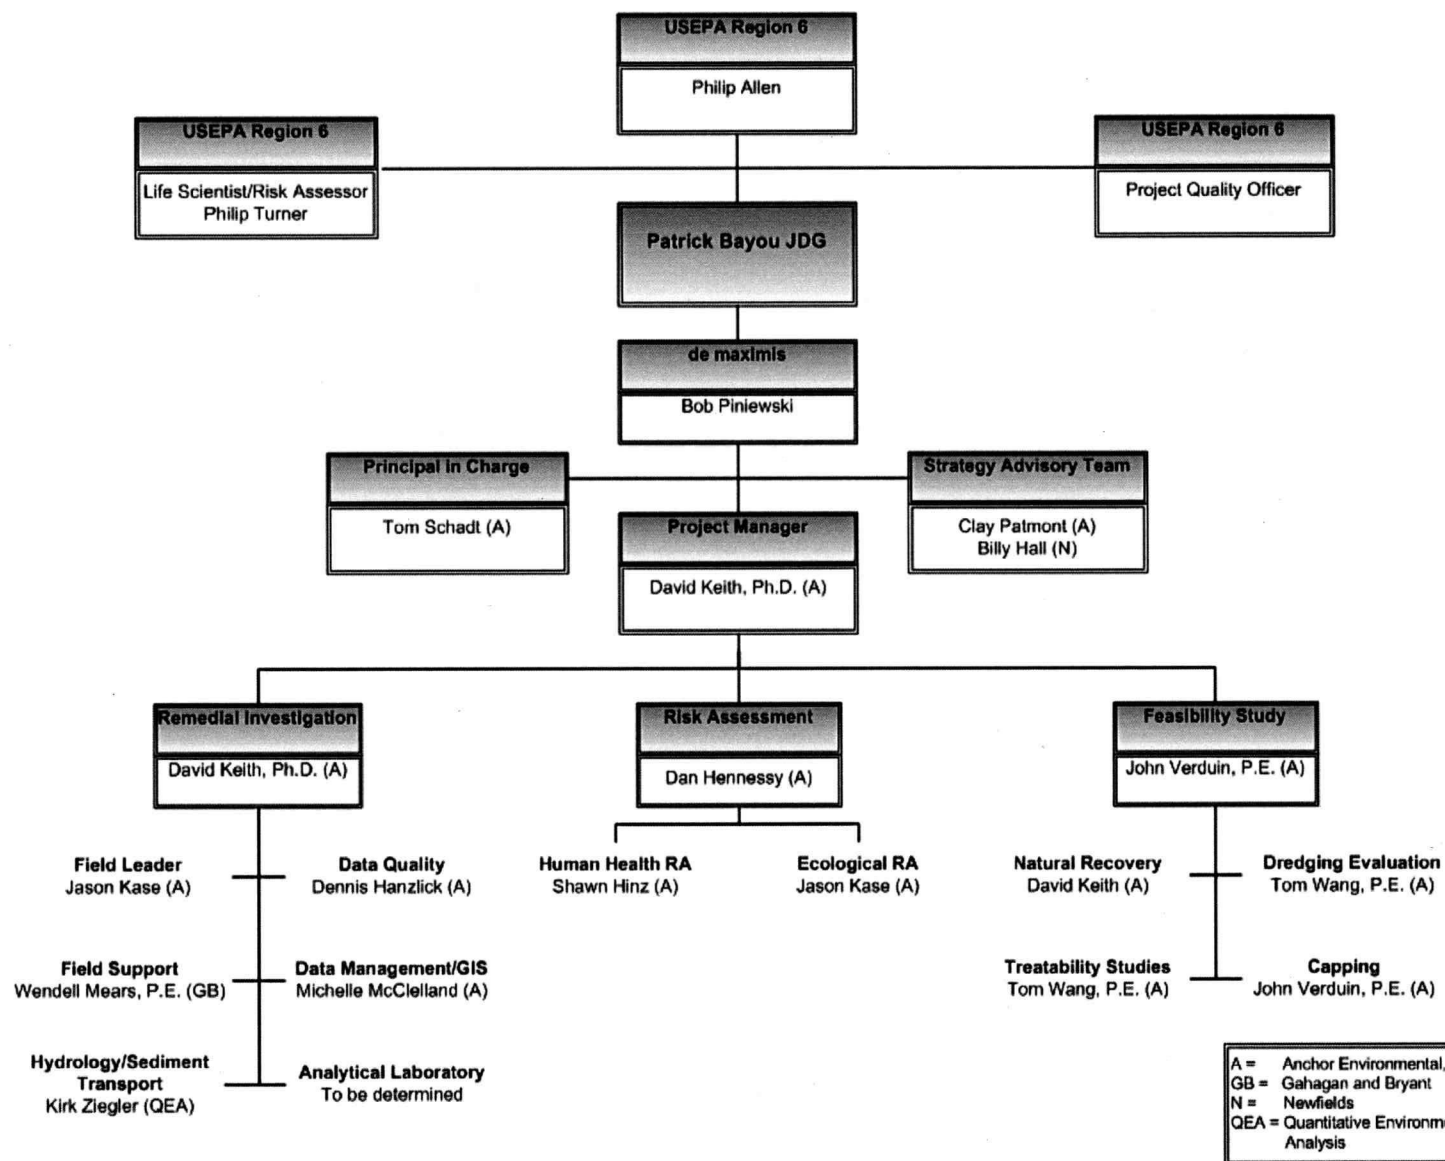 USEPA Region 6
Philip Allen
USEPA Region 6
Life Scientist/Risk Assessor
Philip Turner
USEPA Region 6
Project Quality Officer
Patrick Bayou JDG
de maximis
Bob Piniewski
Principal in Charge
Tom Schadt (A)
Strategy Advisory Team
Clay Patmont (A)
Billy Hall (N)
Project Manager
David Keith, Ph.D. (A)
Remedial Investigation
David Keith, Ph.D. (A)
Risk Assessment
Dan Hennessy (A)
Feasibility Study
John Verduin, P.E. (A)
Field Leader
Jason Kase (A)
Data Quality
Dennis Hanzlick (A)
Field Support
Wendell Mears, P.E. (GB)
Data Management/GIS
Michelle McClelland (A)
Hydrology/Sediment
Transport
Kirk Ziegler (QEA)
Analytical Laboratory
To be determined
Human Health RA
Shawn Hinz (A)
Ecological RA
Jason Kase (A)
Natural Recovery
David Keith (A)
Dredging Evaluation
Tom Wang, P.E. (A)
Treatability Studies
Tom Wang, P.E. (A)
Capping
John Verduin, P.E. (A)
A = Anchor Environmental,
GB = Gahagan and Bryant
N = Newfields
QEA = Quantitative
Analysis